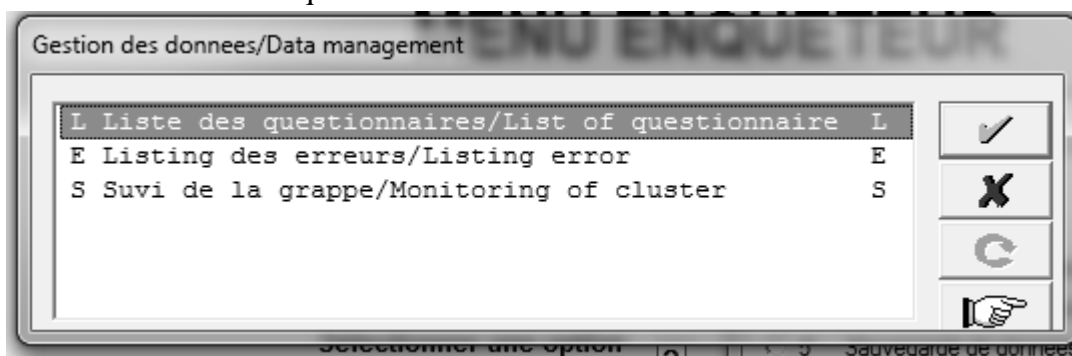 MENU ENQUETEUR
Gestion des donnees/Data management
L Liste des questionnaires/List of questionnaire L
E Listing des erreurs/Listing error E
S Suvi de la grappe/Monitoring of cluster S
Selectionner une option 5 Sauvegarde de donnees